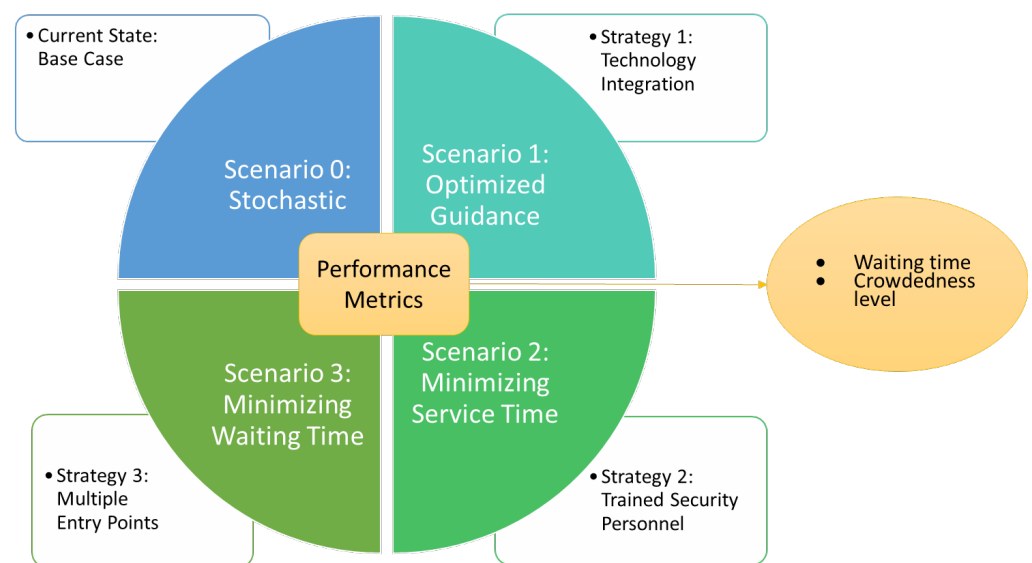 • Current State:
Base Case
• Strategy 1:
Technology
Integration
Scenario 0:
Stochastic
Scenario 1:
Optimized
Guidance
Performance
Metrics
• Waiting time
• Crowdedness
level
Scenario 3:
Minimizing
Waiting Time
Scenario 2:
Minimizing
Service Time
• Strategy 3:
Multiple
Entry Points
• Strategy 2:
Trained Security
Personnel